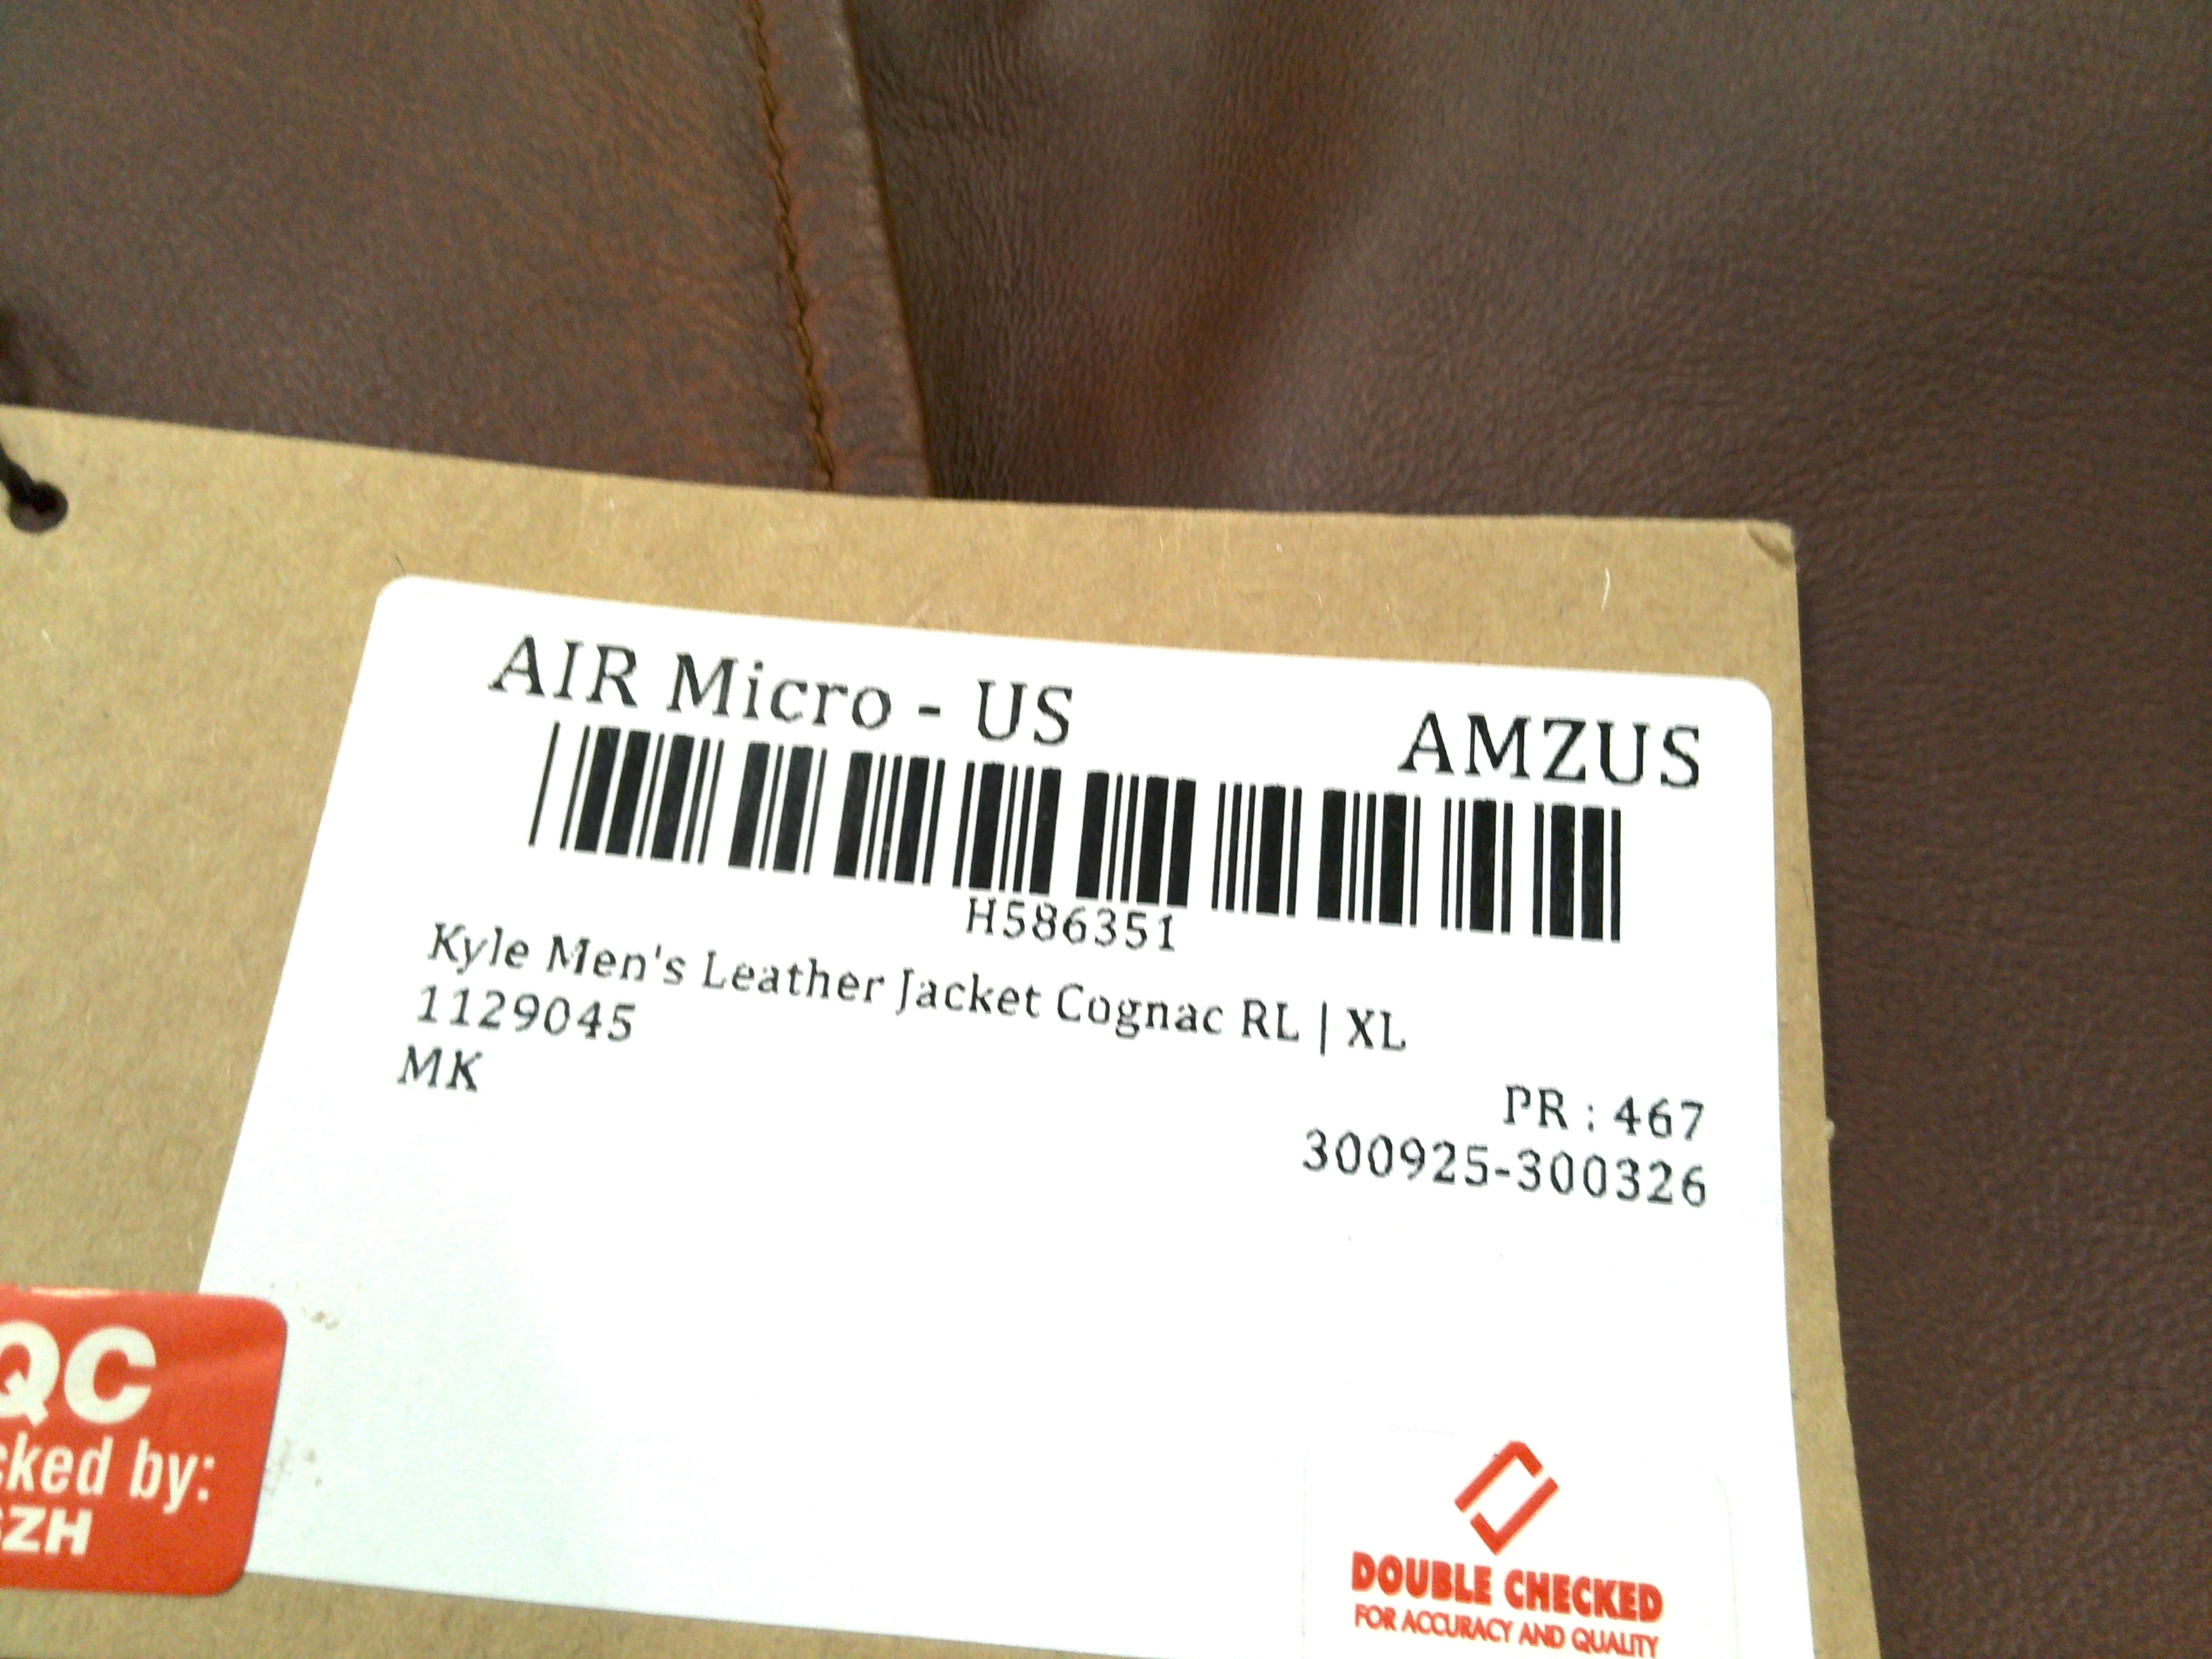 AIR Micro - US
AMZUS
H586351
Kyle Men's Leather Jacket Cognac RL | XL
1129045
MK
PR : 467
300925-300326
QC
cked by:
ZH
DOUBLE CHECKED
FOR ACCURACY AND QUALITY